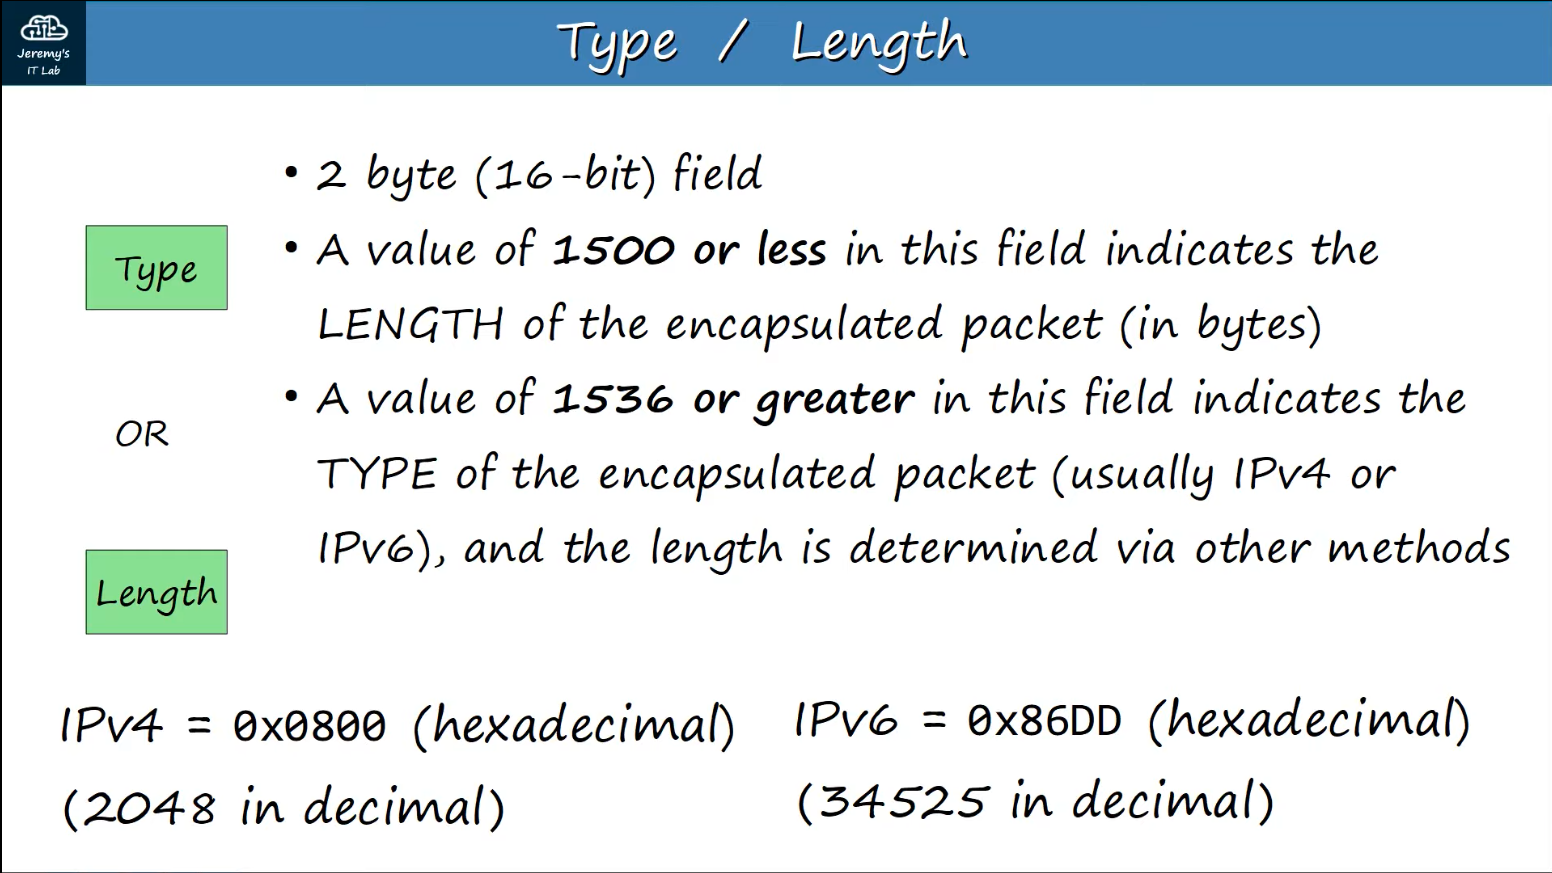 Jeremy's
IT Lab
Type / Length
• 2 byte (16-bit) field
• A value of 1500 or less in this field indicates the
LENGTH of the encapsulated packet (in bytes)
• A value of 1536 or greater in this field indicates the
TYPE of the encapsulated packet (usually IPv4 or
IPv6), and the length is determined via other methods
Type
OR
Length
IPv4 = 0x0800 (hexadecimal)
(2048 in decimal)
IPv6 = 0x86DD (hexadecimal)
(34525 in decimal)